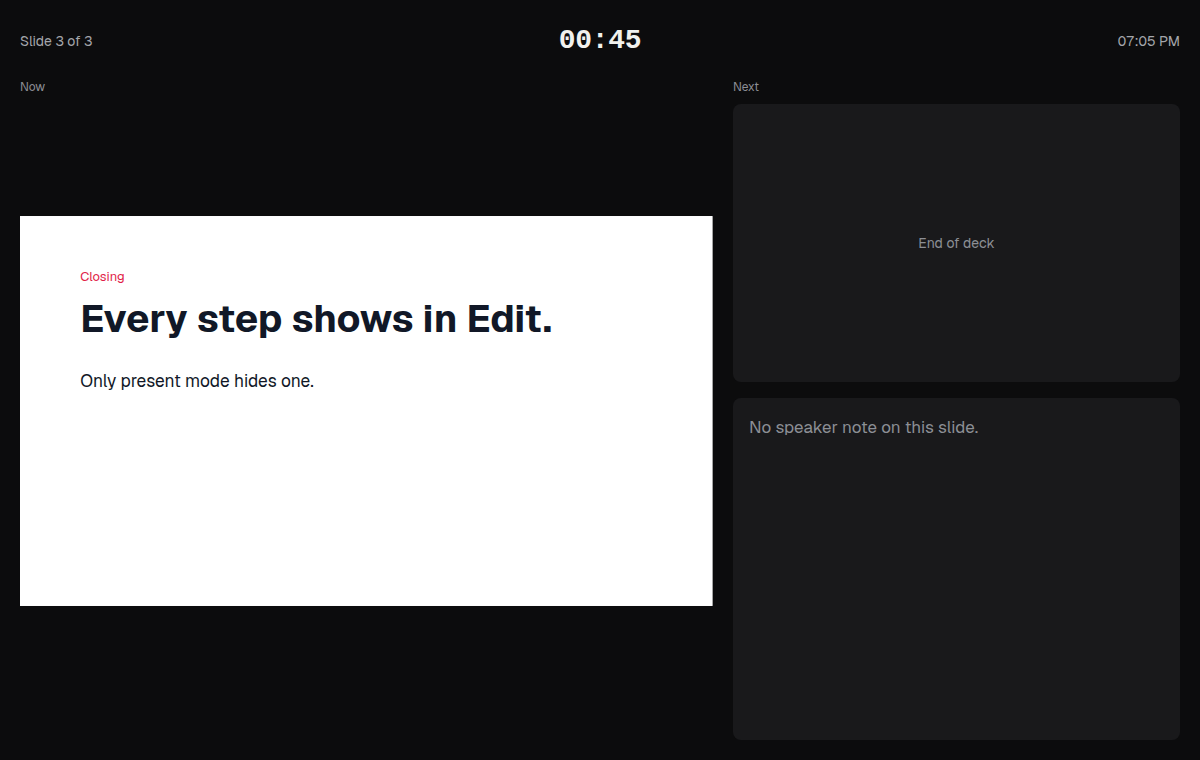 Slide 3 of 3
00:45
07:05 PM
Now
Next
Closing
Every step shows in Edit.
Only present mode hides one.
End of deck
No speaker note on this slide.